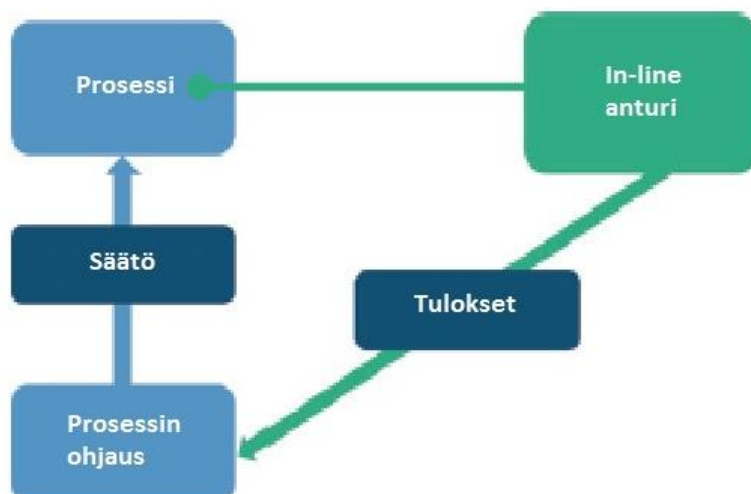 Prosessi
In-line
anturi
Säätö
Tulokset
Prosessin
ohjaus